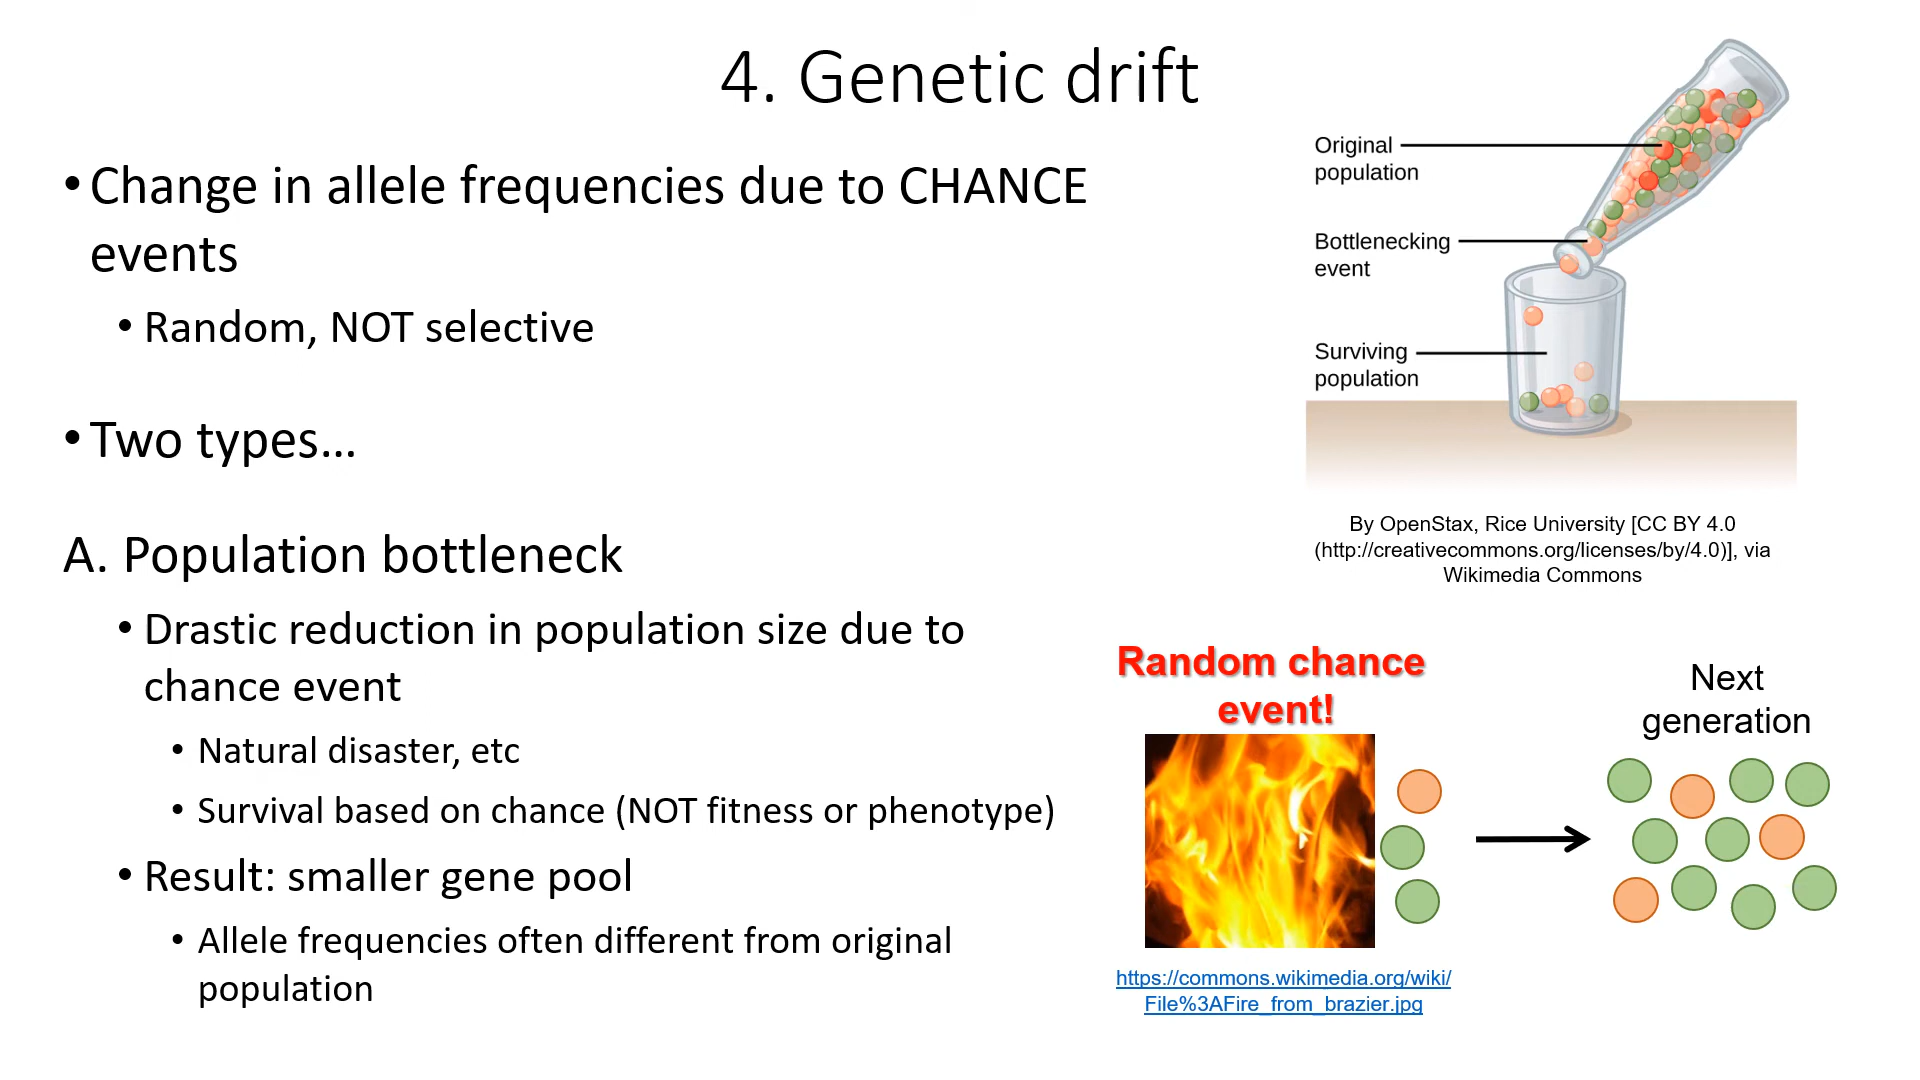 4. Genetic drift
• Change in allele frequencies due to CHANCE
events
• Random, NOT selective
• Two types…
A. Population bottleneck
• Drastic reduction in population size due to
chance event
• Natural disaster, etc
• Survival based on chance (NOT fitness or phenotype)
• Result: smaller gene pool
• Allele frequencies often different from original
population
Original
population
Bottlenecking
event
Surviving
population
By OpenStax, Rice University [CC BY 4.0
(http://creativecommons.org/licenses/by/4.0)], via
Wikimedia Commons
Random chance
event!
Next
generation
https://commons.wikimedia.org/wiki/
File%3AFire_from_brazier.jpg